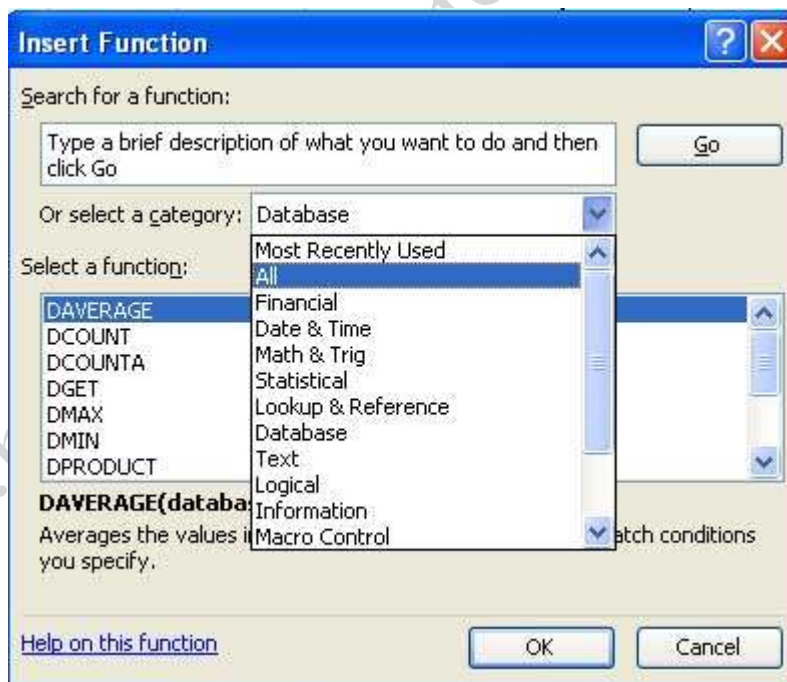 Insert Function
Search for a function:
Type a brief description of what you want to do and then
click Go
Go
Or select a category: Database
Most Recently Used
All
Financial
Date & Time
Math & Trig
Statistical
Lookup & Reference
Database
Text
Logical
Information
Macro Control
Select a function:
DAVERAGE
DCOUNT
DCOUNTA
DGET
DMAX
DMIN
DPRODUCT
DAVERAGE(databa
Averages the values i
conditions
you specify.
Help on this function
OK
Cancel